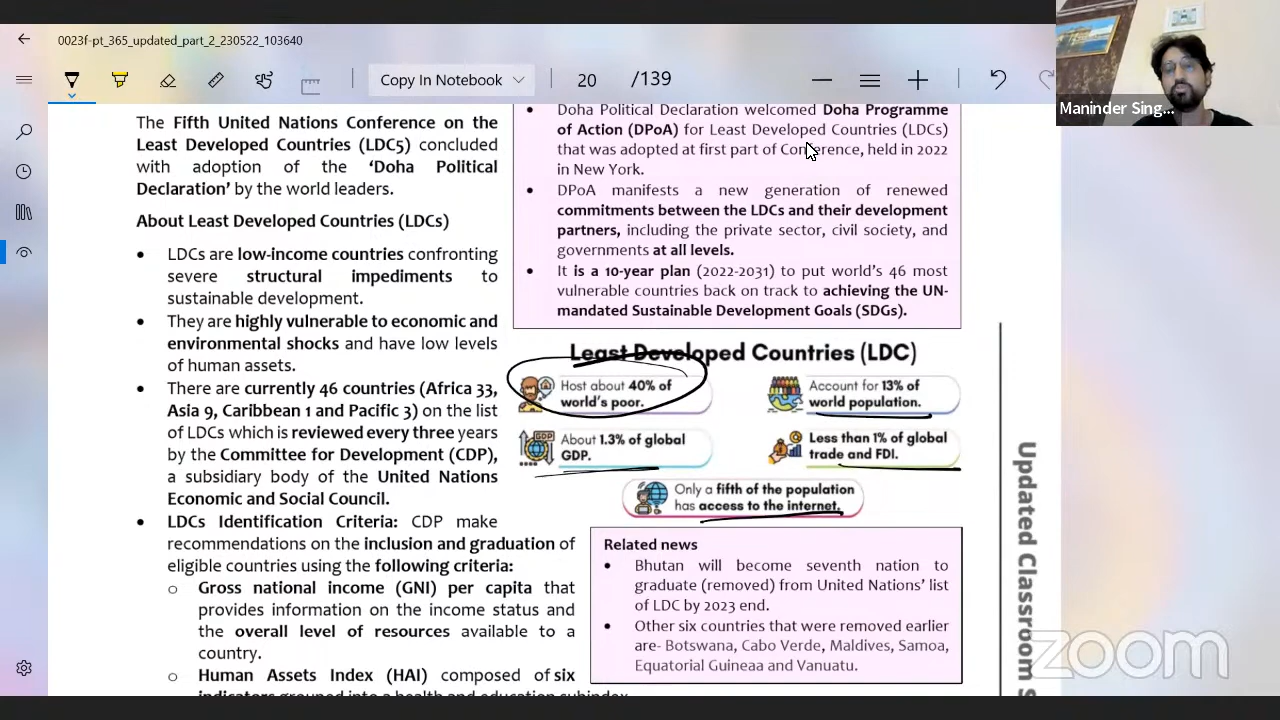 0023f-pt_365_updated_part_2_230522_103640
Copy In Notebook
20 /139
Maninder Sing...
The Fifth United Nations Conference on the
Least Developed Countries (LDC5) concluded
with adoption of the ‘Doha Political
Declaration’ by the world leaders.
About Least Developed Countries (LDCs)
• LDCs are low-income countries confronting
severe structural impediments to
sustainable development.
• They are highly vulnerable to economic and
environmental shocks and have low levels
of human assets.
• There are currently 46 countries (Africa 33,
Asia 9, Caribbean 1 and Pacific 3) on the list
of LDCs which is reviewed every three years
by the Committee for Development (CDP),
a subsidiary body of the United Nations
Economic and Social Council.
• LDCs Identification Criteria: CDP make
recommendations on the inclusion and graduation of
eligible countries using the following criteria:
o Gross national income (GNI) per capita that
provides information on the income status and
the overall level of resources available to a
country.
o Human Assets Index (HAI) composed of six
indicators grouped into a health and education subindex
• Doha Political Declaration welcomed Doha Programme
of Action (DPoA) for Least Developed Countries (LDCs)
that was adopted at first part of Conference, held in 2022
in New York.
• DPoA manifests a new generation of renewed
commitments between the LDCs and their development
partners, including the private sector, civil society, and
governments at all levels.
• It is a 10-year plan (2022-2031) to put world’s 46 most
vulnerable countries back on track to achieving the UN-
mandated Sustainable Development Goals (SDGs).
Least Developed Countries (LDC)
Host about 40% of
world’s poor.
Account for 13% of
world population.
About 1.3% of global
GDP.
Less than 1% of global
trade and FDI.
Only a fifth of the population
has access to the internet.
Related news
• Bhutan will become seventh nation to
graduate (removed) from United Nations’ list
of LDC by 2023 end.
• Other six countries that were removed earlier
are- Botswana, Cabo Verde, Maldives, Samoa,
Equatorial Guineaa and Vanuatu.
Updated Classroom S
zoom